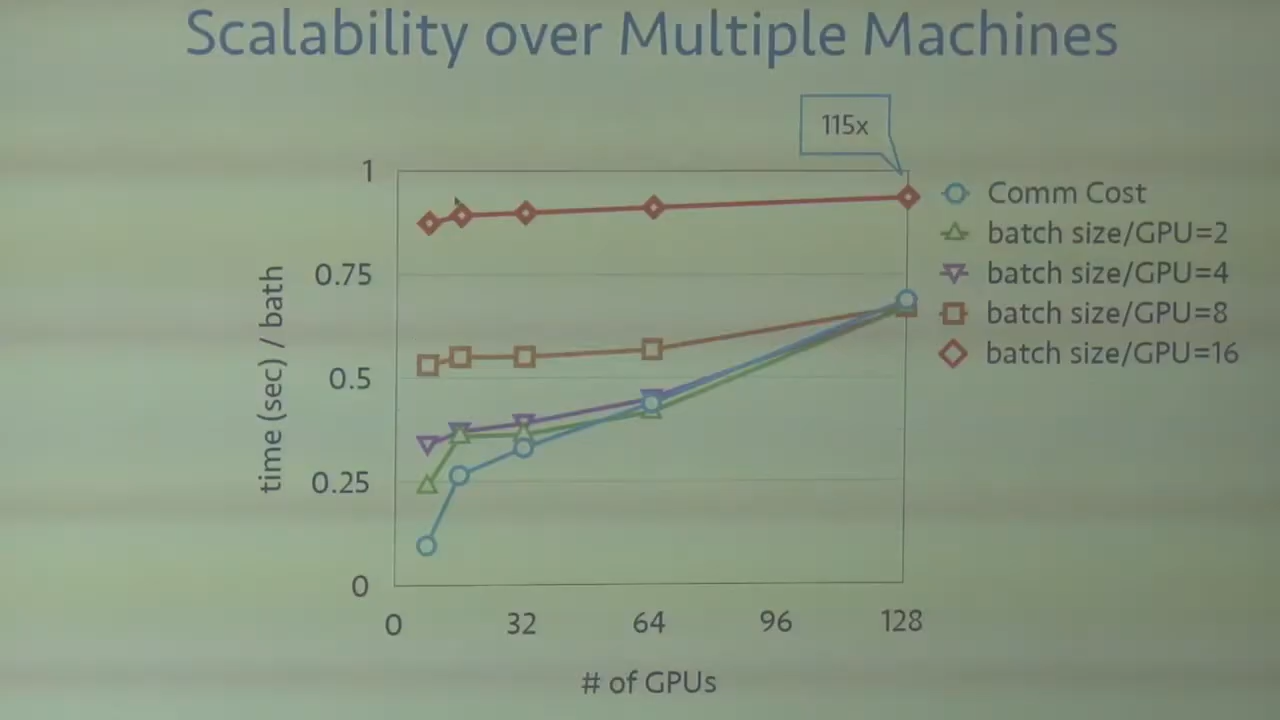 Scalability over Multiple Machines
115x
1
0.75
0.5
0.25
0
time (sec) / bath
0
32
64
96
128
# of GPUs
Comm Cost
batch size/GPU=2
batch size/GPU=4
batch size/GPU=8
batch size/GPU=16